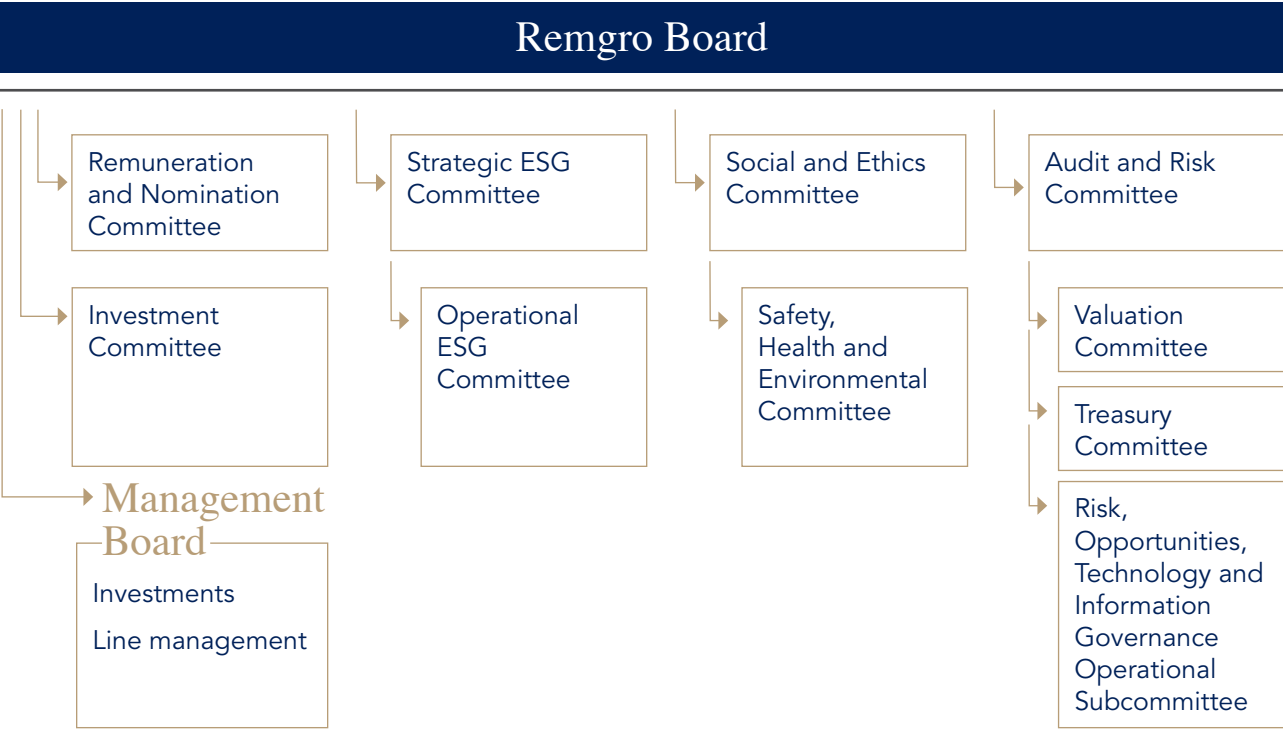 Remgro Board
Remuneration
and Nomination
Committee
Strategic ESG
Committee
Social and Ethics
Committee
Audit and Risk
Committee
Investment
Committee
Operational
ESG
Committee
Safety,
Health and
Environmental
Committee
Valuation
Committee
Treasury
Committee
Risk,
Opportunities,
Technology and
Information
Governance
Operational
Subcommittee
Management
Board
Investments
Line management